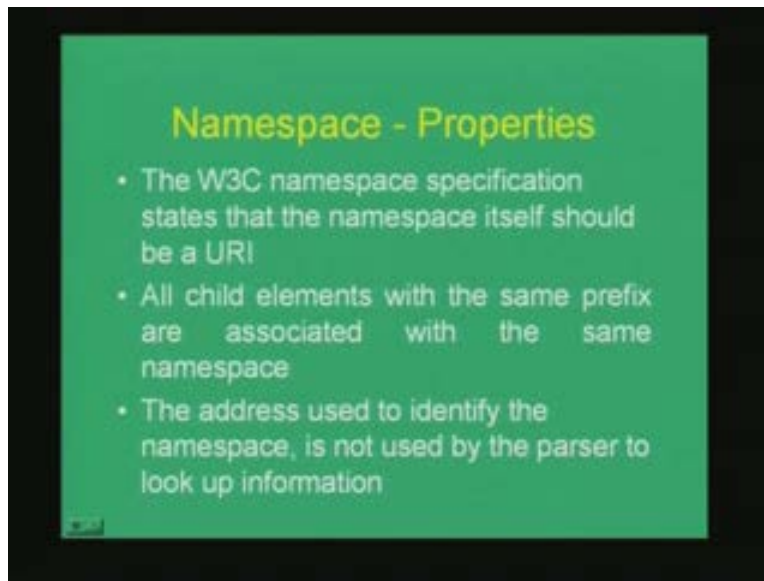 Namespace - Properties
• The W3C namespace specification
states that the namespace itself should
be a URI
• All child elements with the same prefix
are associated with the same
namespace
• The address used to identify the
namespace, is not used by the parser to
look up information